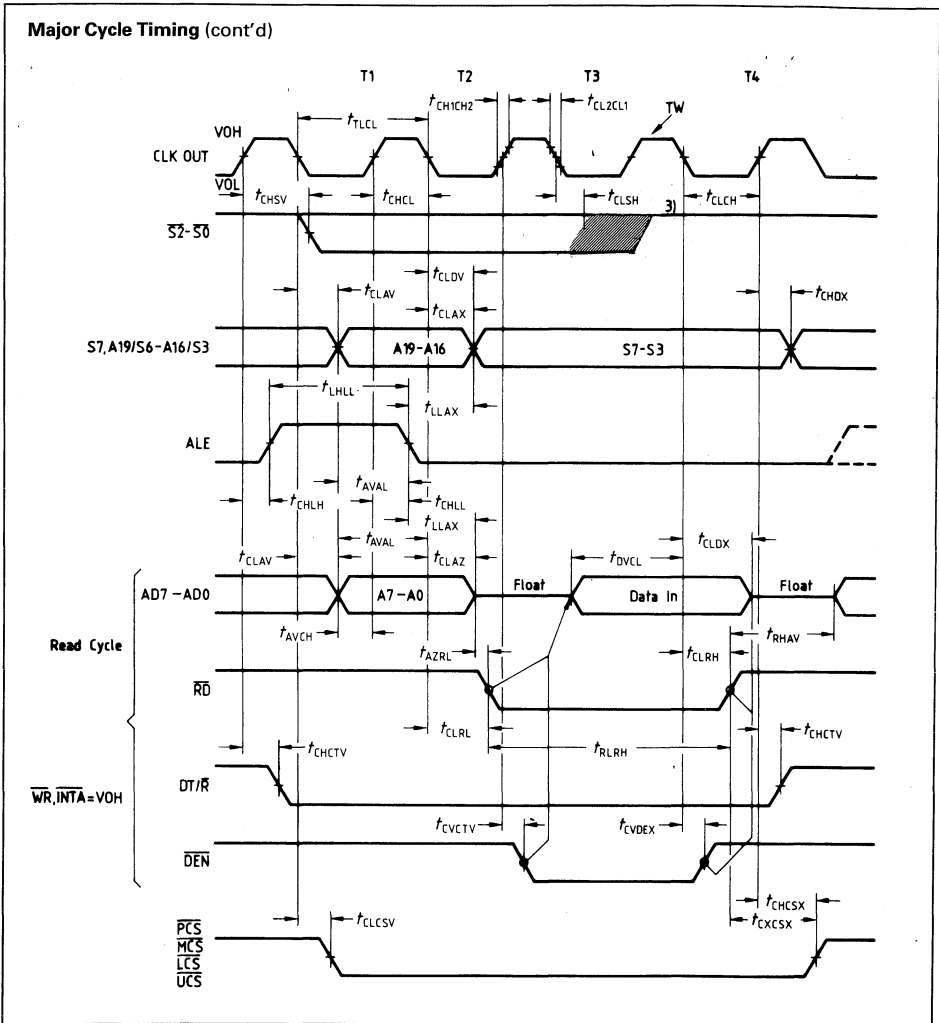 Major Cycle Timing (cont'd)
T1 T2 T3 T4
tCH1CH2 tCL2CL1
tTLCL TW
VOH
CLK OUT
VOL
tCHSV tCHCL tCLSH tCLCH
3)
S2-S0
tCLDV
tCLAV tCLAX tCHDX
S7, A19/S6-A16/S3 A19-A16 S7-S3
tLHLL
tLLAX
ALE
tAVAL
tCHLH tCHLL
tLLAX
tCLAV tAVAL tCLAZ tDVCL tCLDX
AD7-AD0 A7-A0 Float Data In Float
tAVCH tAZRL tCLRH tRHAV
Read Cycle
RD
tCLRL
tCHCTV tRLRH tCHCTV
WR, INTA=VOH DT/R
tCVCTV tCVDEX
DEN
tCHCSX
tCLCSV tCXCSX
PCS
MCS
LCS
UCS